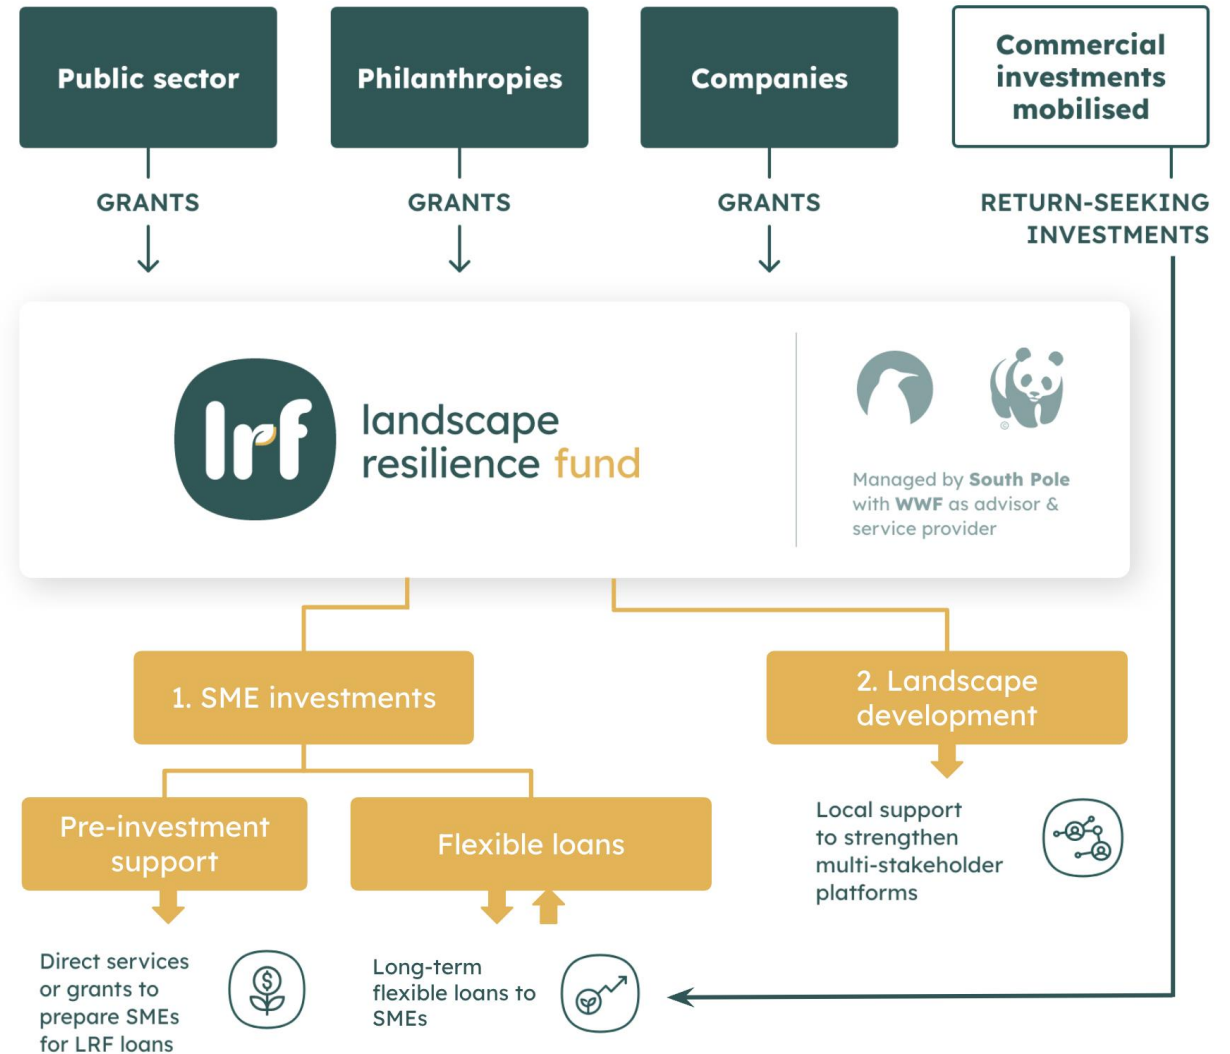 Public sector
Philanthropies
Companies
Commercial
investments
mobilised
GRANTS
GRANTS
GRANTS
RETURN-SEEKING
INVESTMENTS
lrf
landscape
resilience fund
©
Managed by South Pole
with WWF as advisor &
service provider
1. SME investments
2. Landscape
development
Pre-investment
support
Flexible loans
Local support
to strengthen
multi-stakeholder
platforms
Direct services
or grants to
prepare SMEs
for LRF loans
$
Long-term
flexible loans to
SMEs